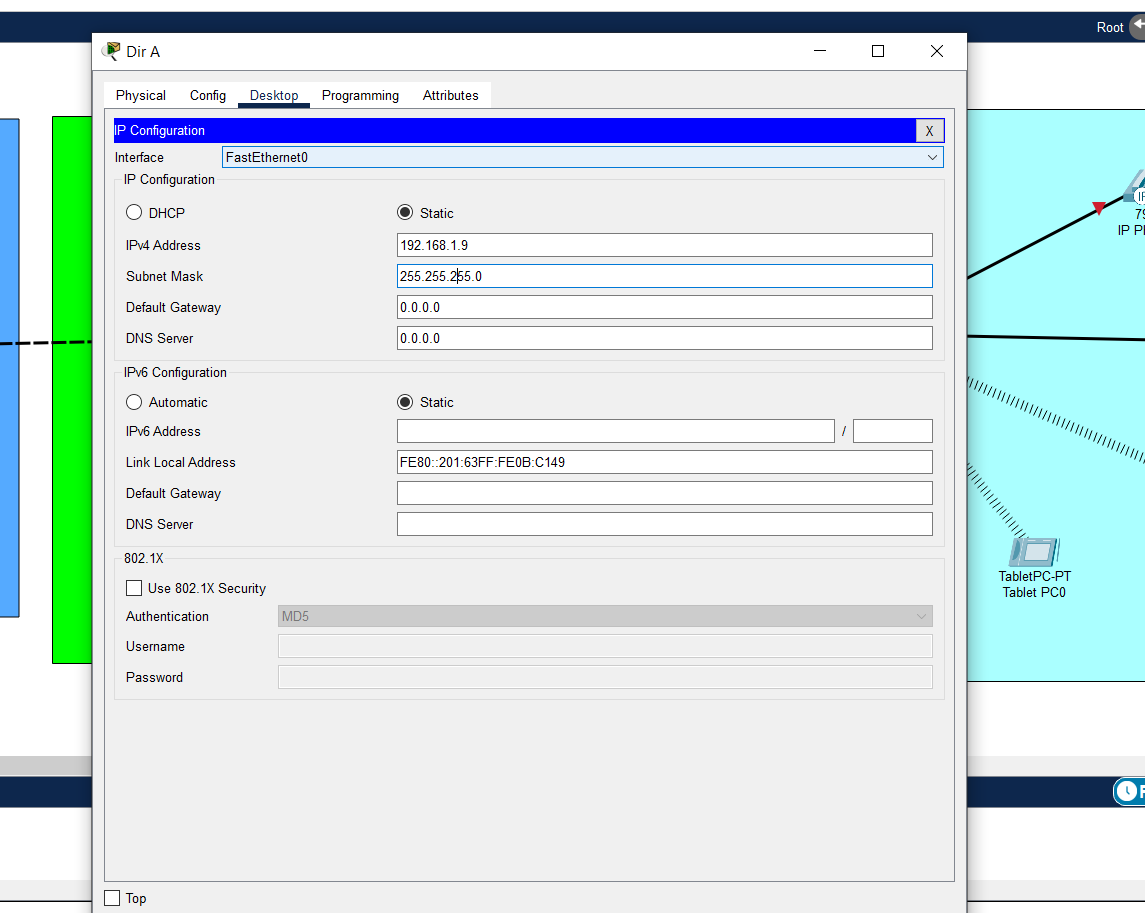 Root
Dir A
Physical Config Desktop Programming Attributes
IP Configuration X
Interface FastEthernet0
IP Configuration
DHCP Static
IPv4 Address 192.168.1.9
Subnet Mask 255.255.255.0
Default Gateway 0.0.0.0
DNS Server 0.0.0.0
IPv6 Configuration
Automatic Static
IPv6 Address /
Link Local Address FE80::201:63FF:FE0B:C149
Default Gateway
DNS Server
802.1X
Use 802.1X Security
Authentication MD5
Username
Password
Top
IP
TabletPC-PT
Tablet PC0